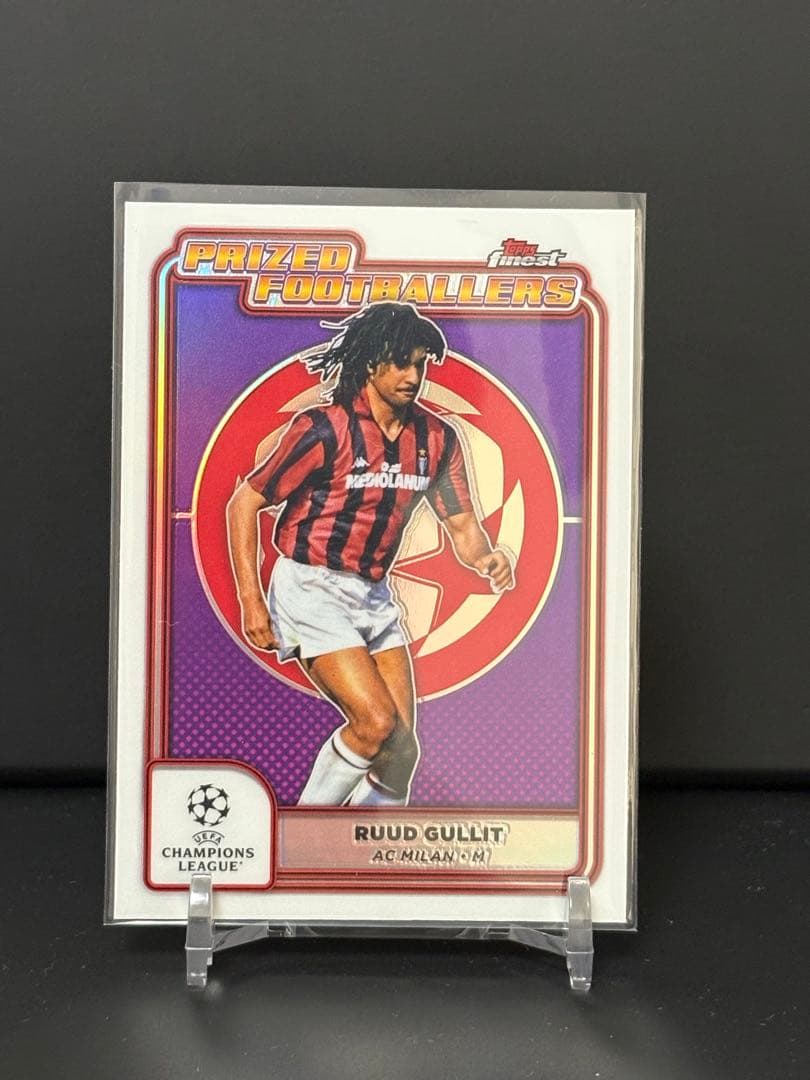 PRIZED
FOOTBALLERS
topps
finest
MEDIOLANUM
UEFA
CHAMPIONS
LEAGUE
RUUD GULLIT
AC MILAN • M